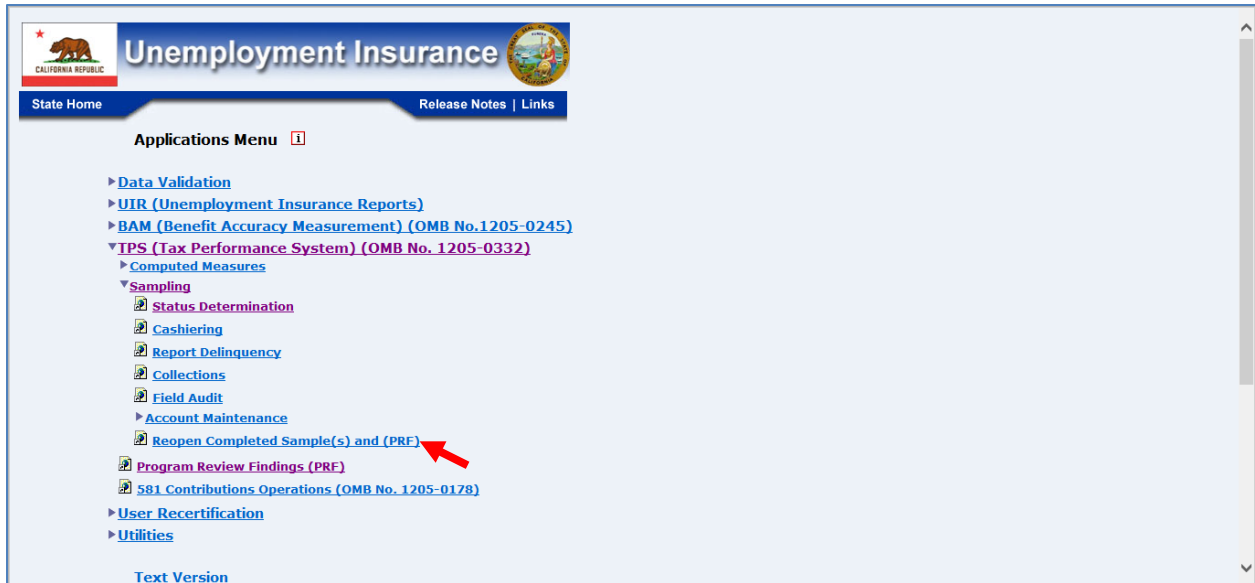 CALIFORNIA REPUBLIC
Unemployment Insurance
State Home
Release Notes | Links
Applications Menu i
Data Validation
UIR (Unemployment Insurance Reports)
BAM (Benefit Accuracy Measurement) (OMB No.1205-0245)
TPS (Tax Performance System) (OMB No. 1205-0332)
Computed Measures
Sampling
Status Determination
Cashiering
Report Delinquency
Collections
Field Audit
Account Maintenance
Reopen Completed Sample(s) and (PRF)
Program Review Findings (PRF)
581 Contributions Operations (OMB No. 1205-0178)
User Recertification
Utilities
Text Version